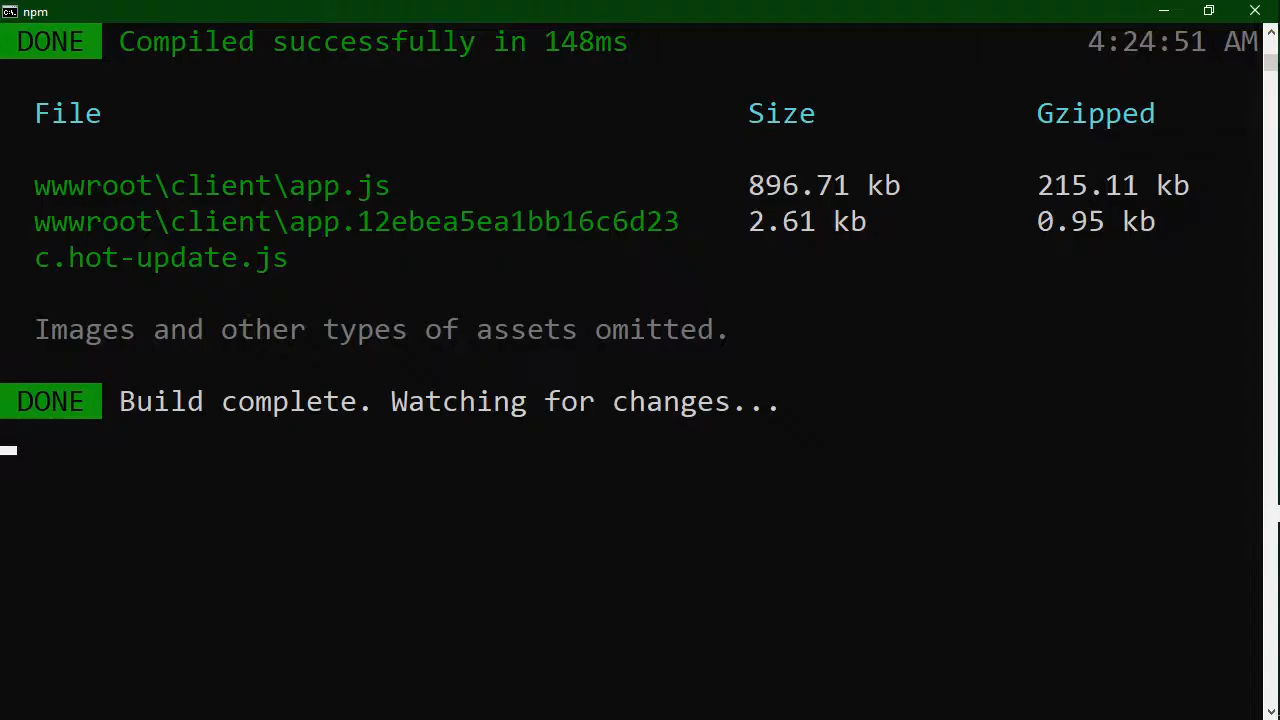 npm
DONE Compiled successfully in 148ms 4:24:51 AM
File Size Gzipped
wwwroot\client\app.js 896.71 kb 215.11 kb
wwwroot\client\app.12ebea5ea1bb16c6d23 2.61 kb 0.95 kb
c.hot-update.js
Images and other types of assets omitted.
DONE Build complete. Watching for changes...